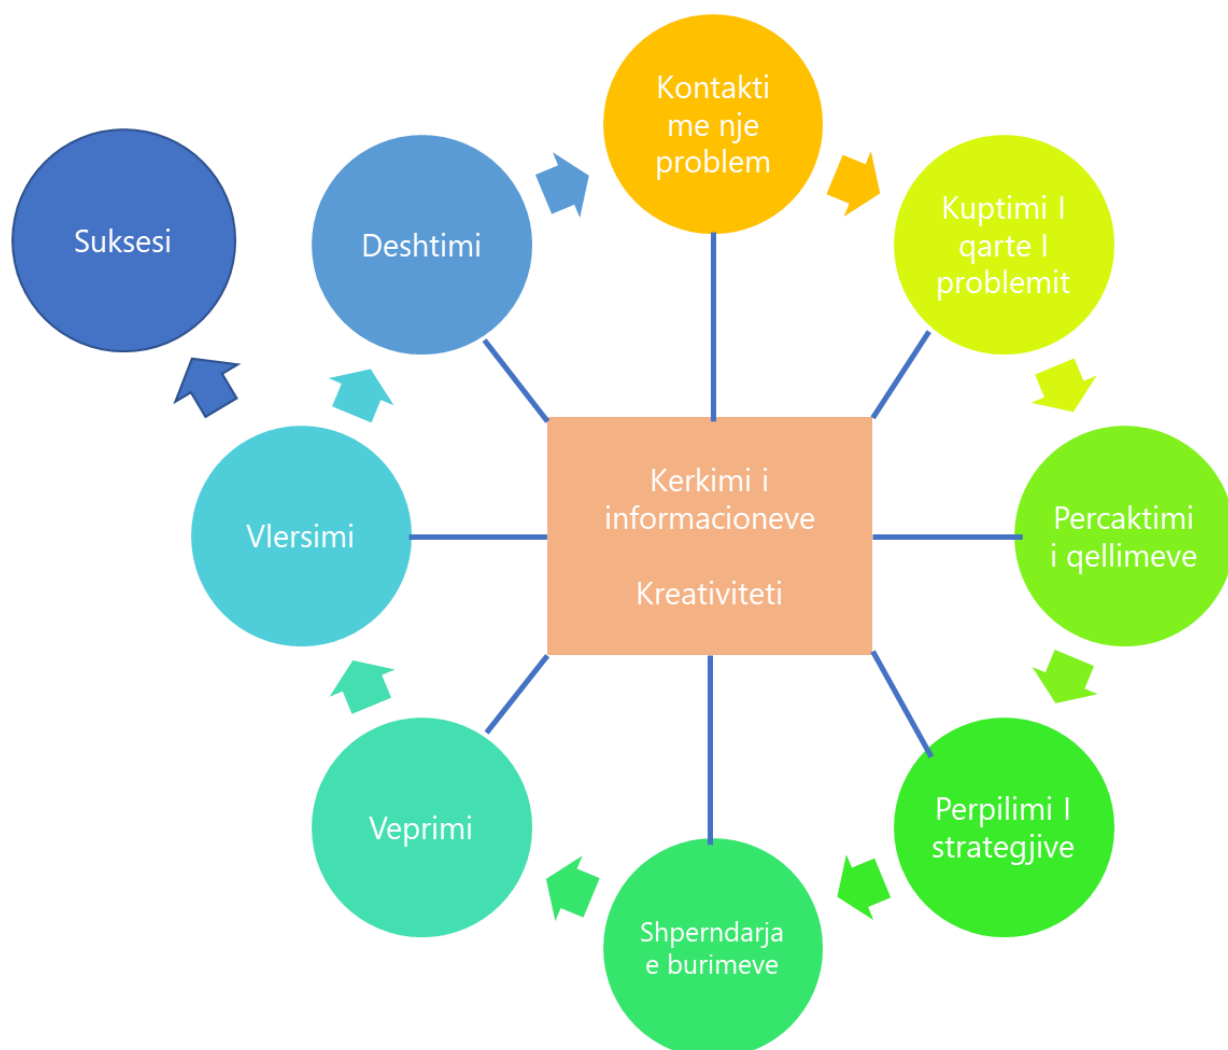 Kontakti
me nje
problem
Kuptimi I
qarte I
problemit
Percaktimi
i qellimeve
Perpilimi I
strategjive
Shperndarja
e burimeve
Veprimi
Vlersimi
Deshtimi
Suksesi
Kerkimi i
informacioneve
Kreativiteti